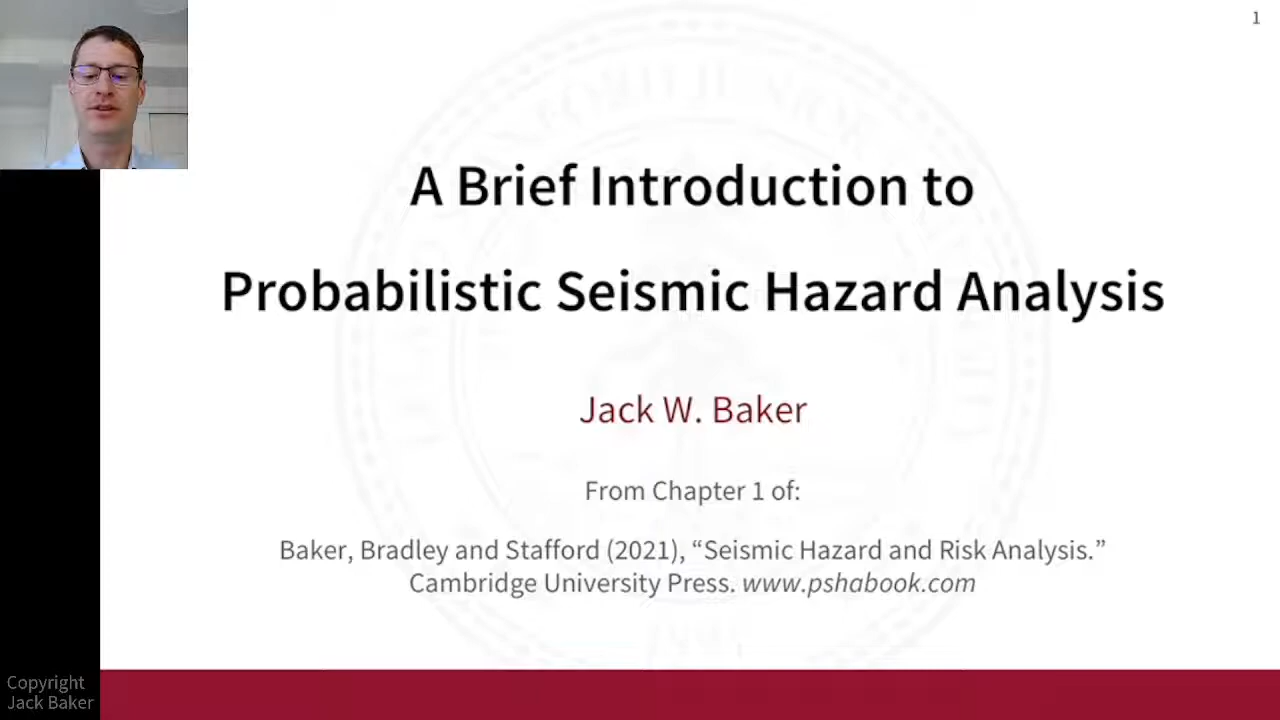 1
A Brief Introduction to
Probabilistic Seismic Hazard Analysis
Jack W. Baker
From Chapter 1 of:
Baker, Bradley and Stafford (2021), “Seismic Hazard and Risk Analysis.”
Cambridge University Press. www.pshabook.com
Copyright
Jack Baker